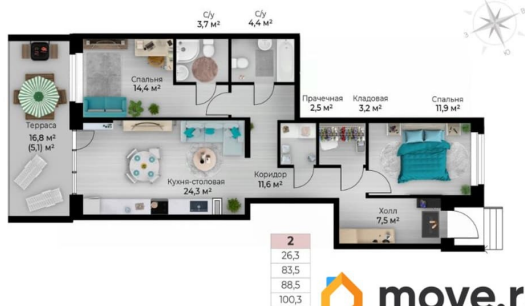 С/у
3,7 м²
С/у
4,4 м²
Спальня
14,4 м²
Прачечная
2,5 м²
Кладовая
3,2 м²
Спальня
11,9 м²
Терраса
16,8 м²
(5,1) м²
Кухня-столовая
24,3 м²
Коридор
11,6 м²
Холл
7,5 м²
2
26,3
83,5
88,5
100,3
move.r